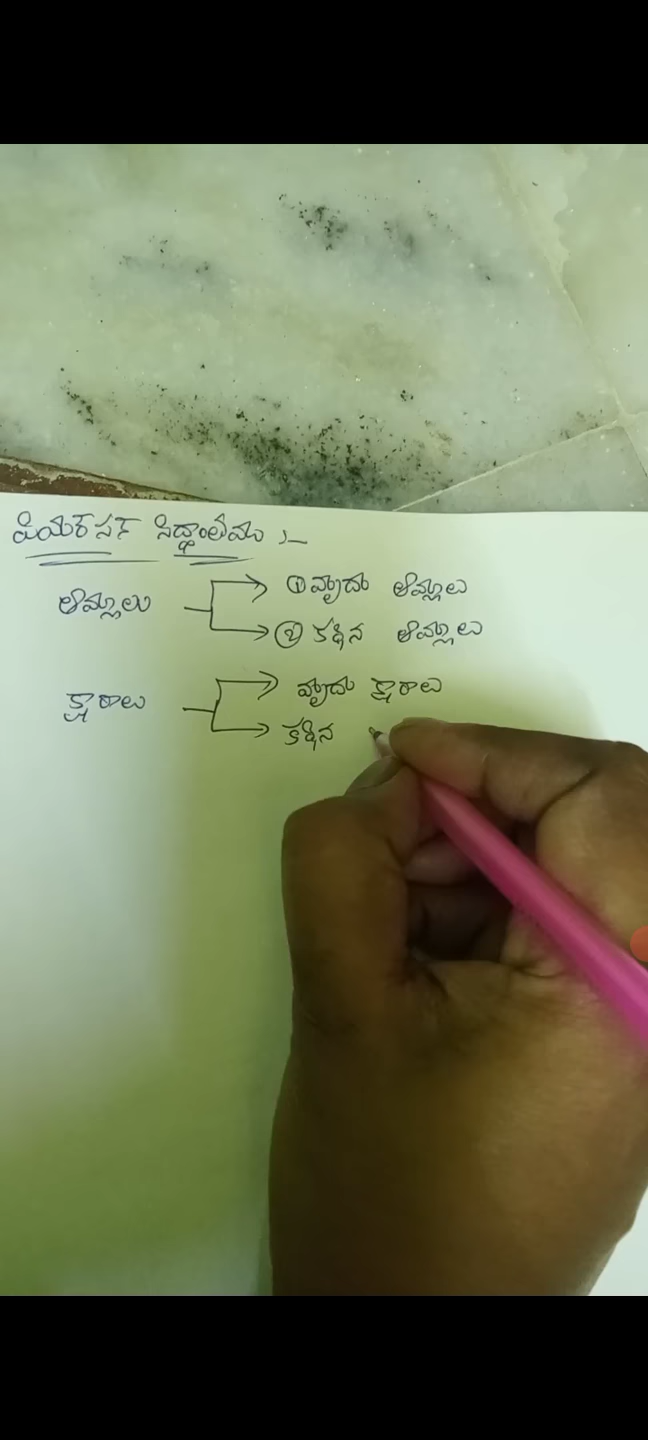 పియర్ సన్ సిద్ధాంతము :-
ఆమ్లాలు → ① మృదు ఆమ్లాలు
→ ② కఠిన ఆమ్లాలు
క్షారాలు → మృదు క్షారాలు
→ కఠిన